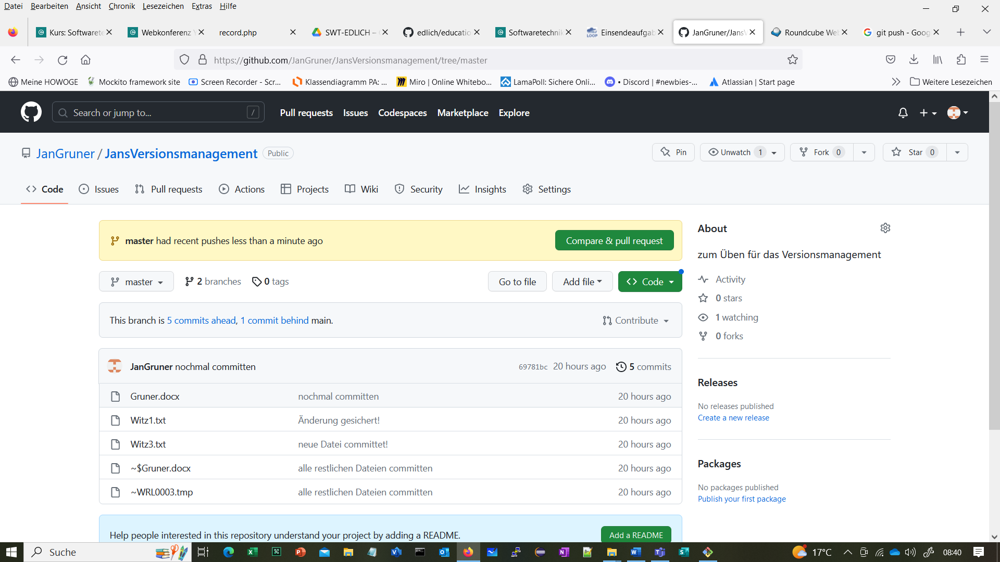 Datei Bearbeiten Ansicht Chronik Lesezeichen Extras Hilfe
Kurs: Softwarete
Webkonferenz
record.php
SWT-EDLICH –
edlich/educatio
Softwaretechnik
Einsendeaufgab
JanGruner/JansV
Roundcube Web
git push - Goog
https://github.com/JanGruner/JansVersionsmanagement/tree/master
Meine HOWOGE
Mockito framework site
Screen Recorder - Scr...
Klassendiagramm PA: ...
Miro | Online Whitebo...
LamaPoll: Sichere Onli...
• Discord | #newbies-...
Atlassian | Start page
Weitere Lesezeichen
Search or jump to... /
Pull requests Issues Codespaces Marketplace Explore
JanGruner / JansVersionsmanagement Public
Pin Unwatch 1 Fork 0 Star 0
Code Issues Pull requests Actions Projects Wiki Security Insights Settings
master had recent pushes less than a minute ago
Compare & pull request
master 2 branches 0 tags
Go to file Add file Code
This branch is 5 commits ahead, 1 commit behind main.
Contribute
JanGruner nochmal committen 69781bc 20 hours ago 5 commits
Gruner.docx nochmal committen 20 hours ago
Witz1.txt Änderung gesichert! 20 hours ago
Witz3.txt neue Datei committet! 20 hours ago
~$Gruner.docx alle restlichen Dateien committen 20 hours ago
~WRL0003.tmp alle restlichen Dateien committen 20 hours ago
Help people interested in this repository understand your project by adding a README.
Add a README
About
zum Üben für das Versionsmanagement
Activity
0 stars
1 watching
0 forks
Releases
No releases published
Create a new release
Packages
No packages published
Publish your first package
Suche
17°C
08:40